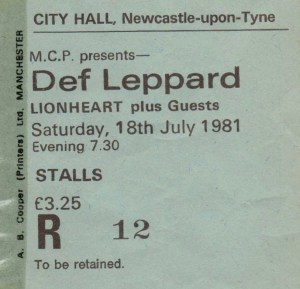 CITY HALL, Newcastle-upon-Tyne
M.C.P. presents—
Def Leppard
LIONHEART plus Guests
Saturday, 18th July 1981
Evening 7.30
STALLS
£3.25
R 12
To be retained.
A. B. Cooper (Printers) Ltd, MANCHESTER